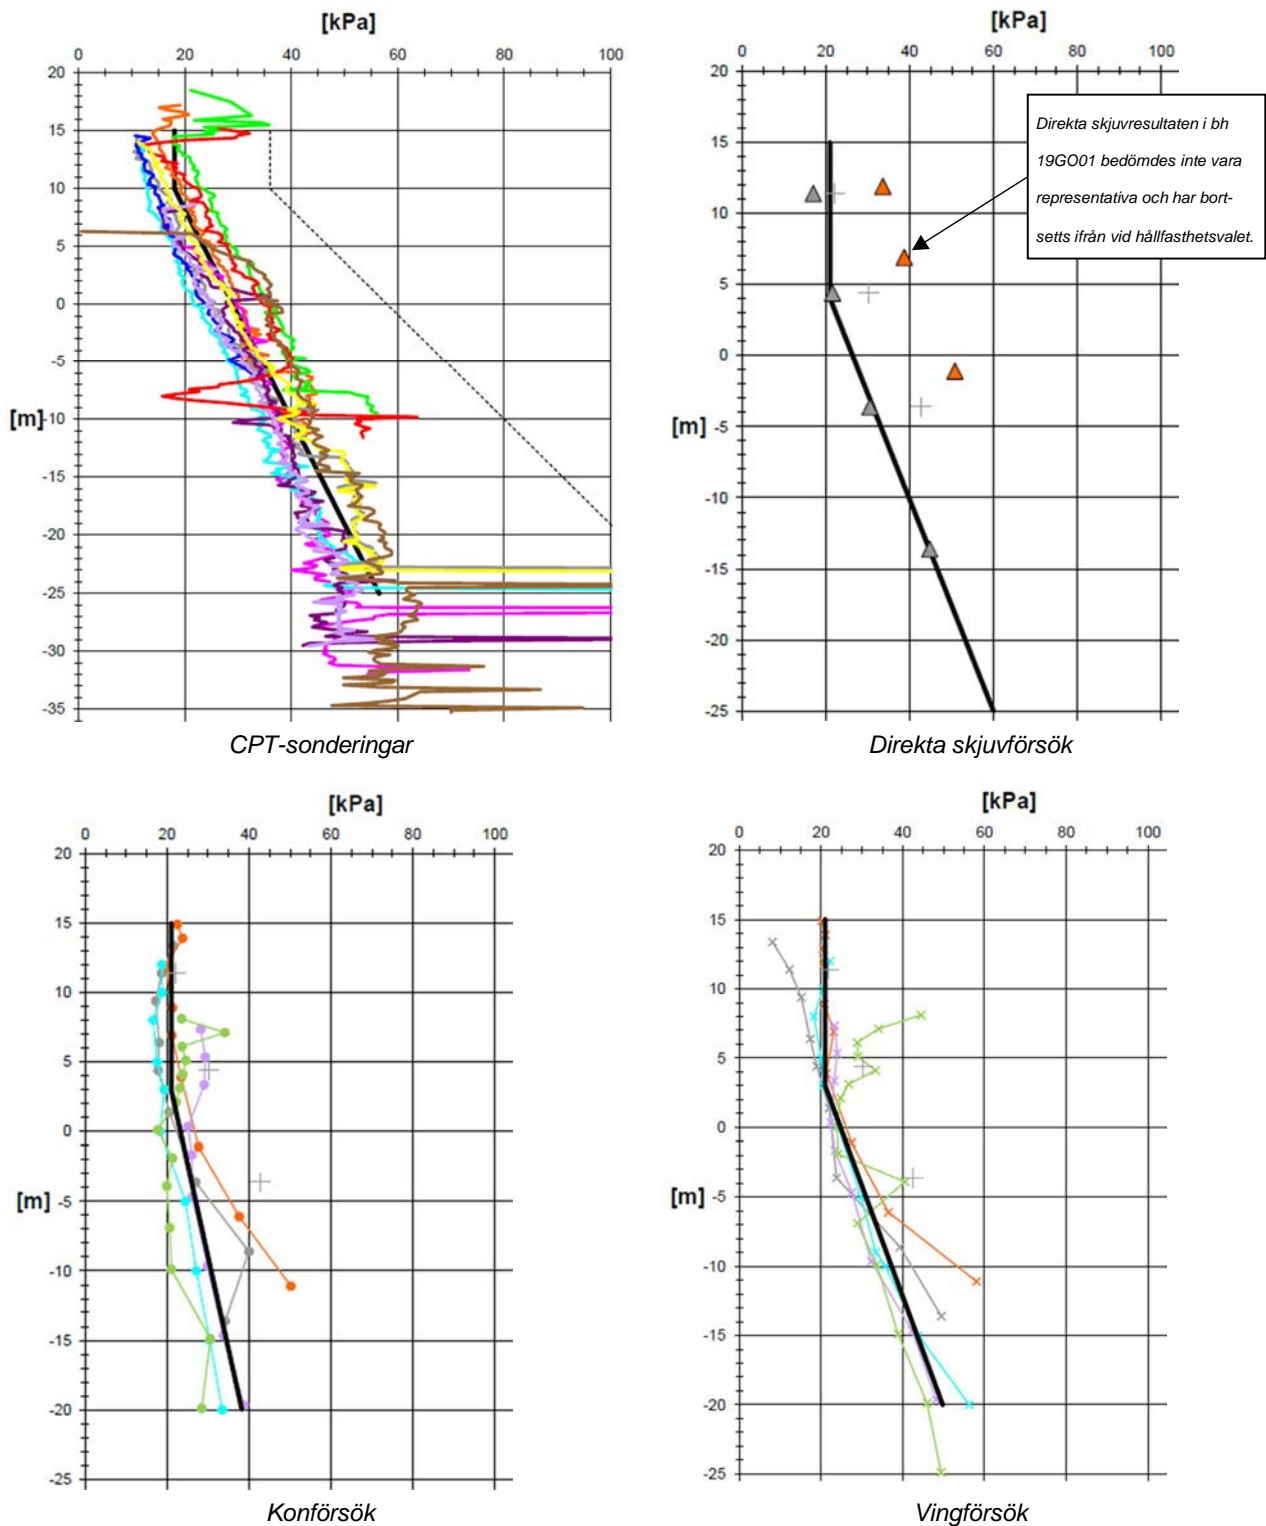 [kPa]
0 20 40 60 80 100
20
15
10
5
0
-5
[m] -10
-15
-20
-25
-30
-35
CPT-sonderingar
[kPa]
0 20 40 60 80 100
20
15
10
5
0
[m] -5
-10
-15
-20
-25
Direkta skjuvresultaten i bh
19GO01 bedömdes inte vara
representativa och har bort-
setts ifrån vid hållfasthetsvalet.
Direkta skjuvförsök
[kPa]
0 20 40 60 80 100
20
15
10
5
0
[m] -5
-10
-15
-20
-25
Konförsök
[kPa]
0 20 40 60 80 100
20
15
10
5
0
[m] -5
-10
-15
-20
-25
Vingförsök